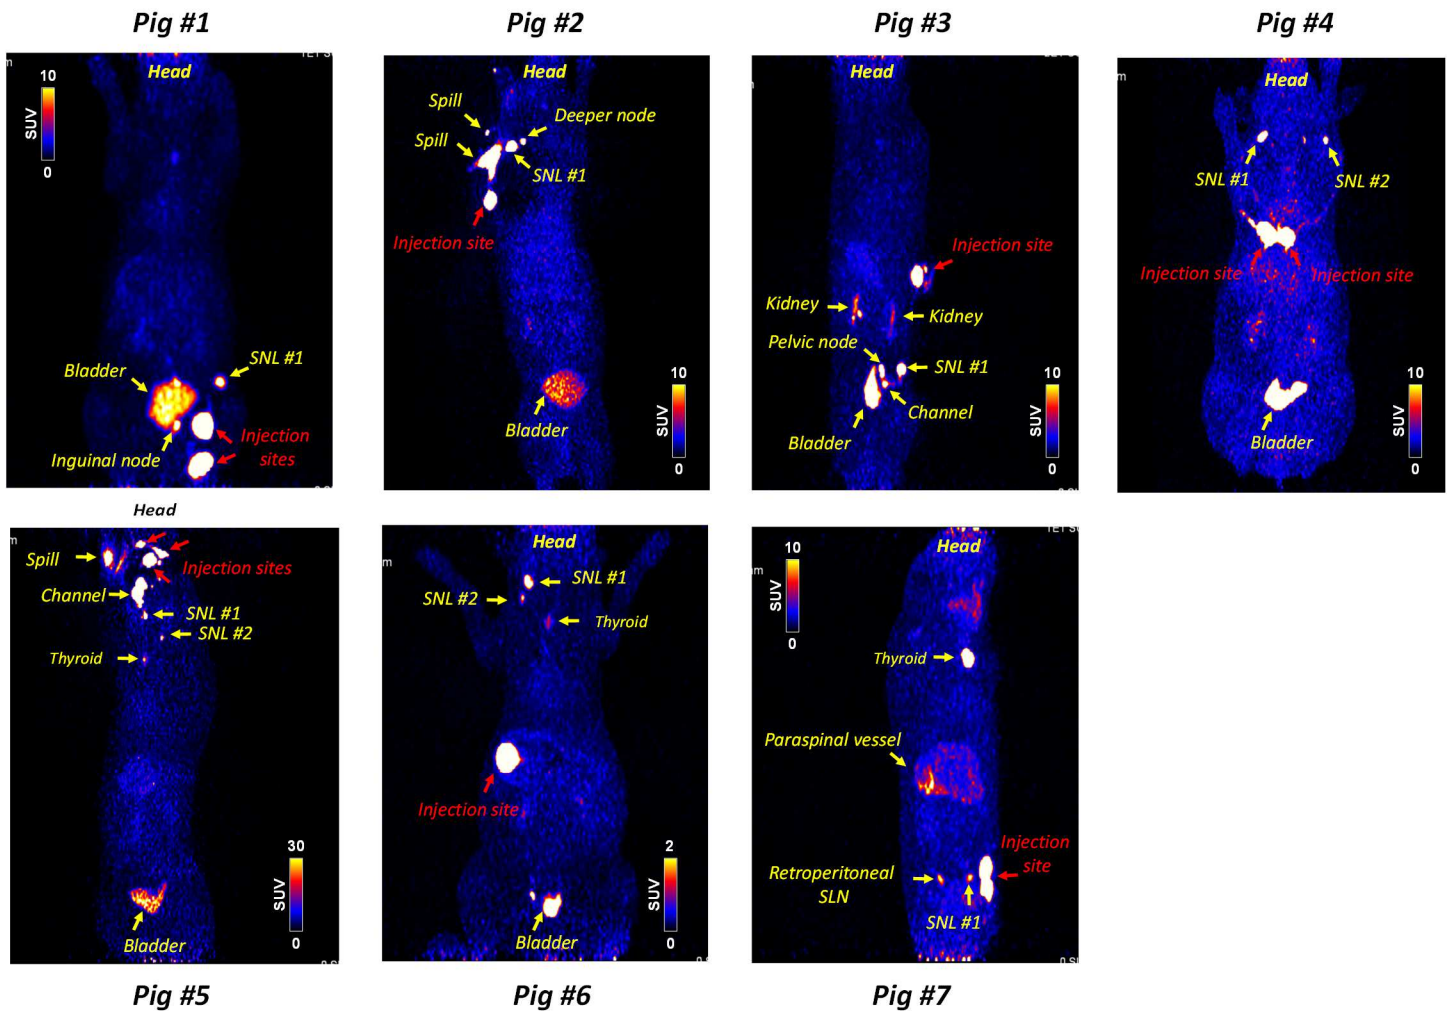 Pig #1
Pig #2
Pig #3
Pig #4
Head
10
SUV
0
Bladder
SNL #1
Inguinal node
Injection
sites
Head
Spill
Spill
Deeper node
SNL #1
Injection site
Bladder
10
SUV
0
Head
Injection site
Kidney
Kidney
Pelvic node
SNL #1
Channel
Bladder
10
SUV
0
Head
SNL #1
SNL #2
Injection site
Injection site
Bladder
10
SUV
0
Head
Spill
Injection sites
Channel
SNL #1
SNL #2
Thyroid
Bladder
30
SUV
0
Head
SNL #1
SNL #2
Thyroid
Injection site
Bladder
2
SUV
0
Head
10
SUV
0
Thyroid
Paraspinal vessel
Injection
site
Retroperitoneal
SLN
SNL #1
Pig #5
Pig #6
Pig #7